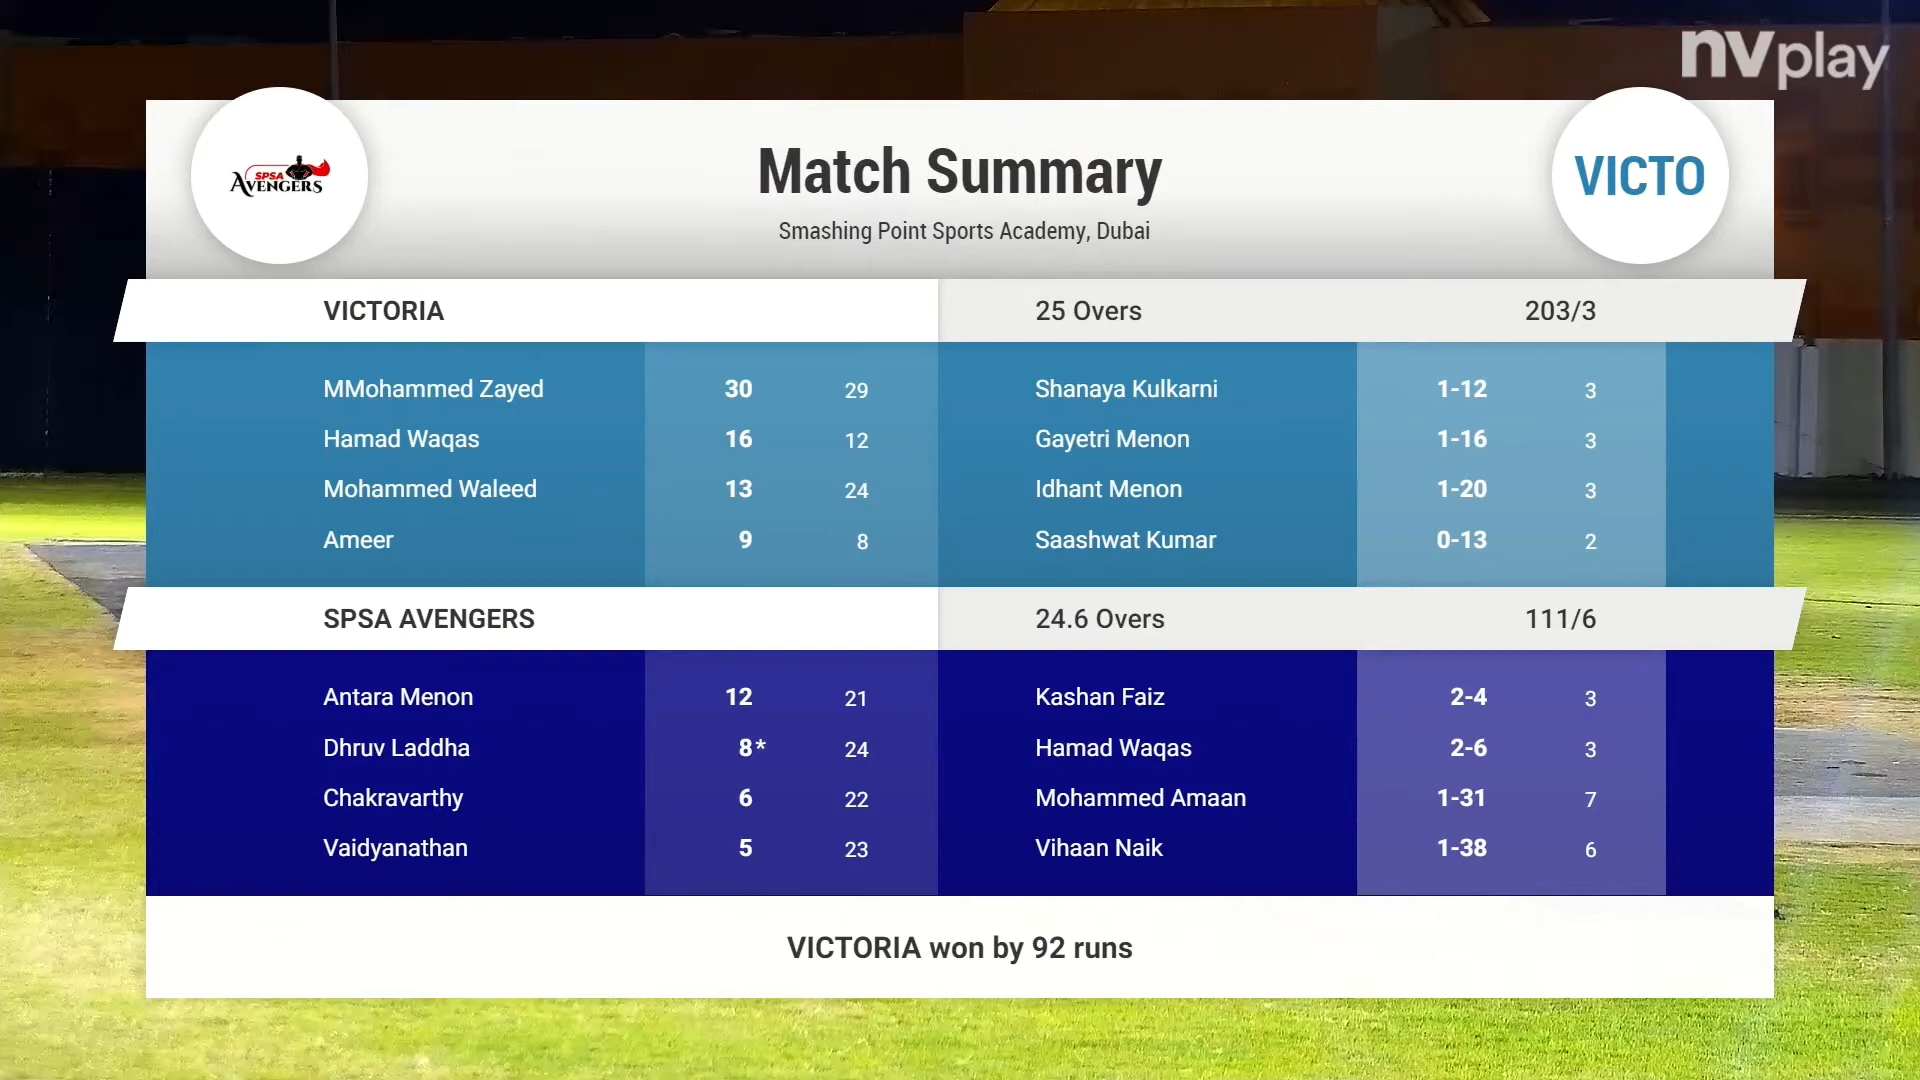 nvplay
SPSA
AVENGERS
Match Summary
VICTO
Smashing Point Sports Academy, Dubai
VICTORIA 25 Overs 203/3
MMohammed Zayed 30 29 Shanaya Kulkarni 1-12 3
Hamad Waqas 16 12 Gayetri Menon 1-16 3
Mohammed Waleed 13 24 Idhant Menon 1-20 3
Ameer 9 8 Saashwat Kumar 0-13 2
SPSA AVENGERS 24.6 Overs 111/6
Antara Menon 12 21 Kashan Faiz 2-4 3
Dhruv Laddha 8* 24 Hamad Waqas 2-6 3
Chakravarthy 6 22 Mohammed Amaan 1-31 7
Vaidyanathan 5 23 Vihaan Naik 1-38 6
VICTORIA won by 92 runs